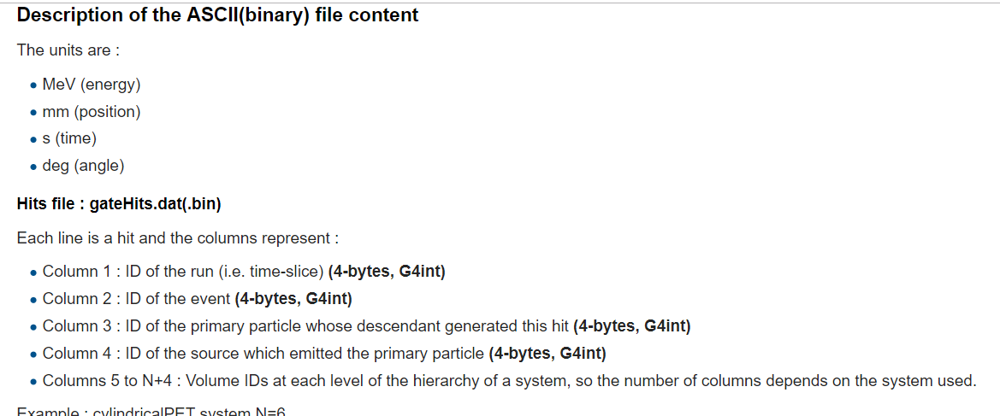 Description of the ASCII(binary) file content
The units are :
MeV (energy)
mm (position)
s (time)
deg (angle)
Hits file : gateHits.dat(.bin)
Each line is a hit and the columns represent :
Column 1 : ID of the run (i.e. time-slice) (4-bytes, G4int)
Column 2 : ID of the event (4-bytes, G4int)
Column 3 : ID of the primary particle whose descendant generated this hit (4-bytes, G4int)
Column 4 : ID of the source which emitted the primary particle (4-bytes, G4int)
Columns 5 to N+4 : Volume IDs at each level of the hierarchy of a system, so the number of columns depends on the system used.
Example : cylindricalPET system N=6